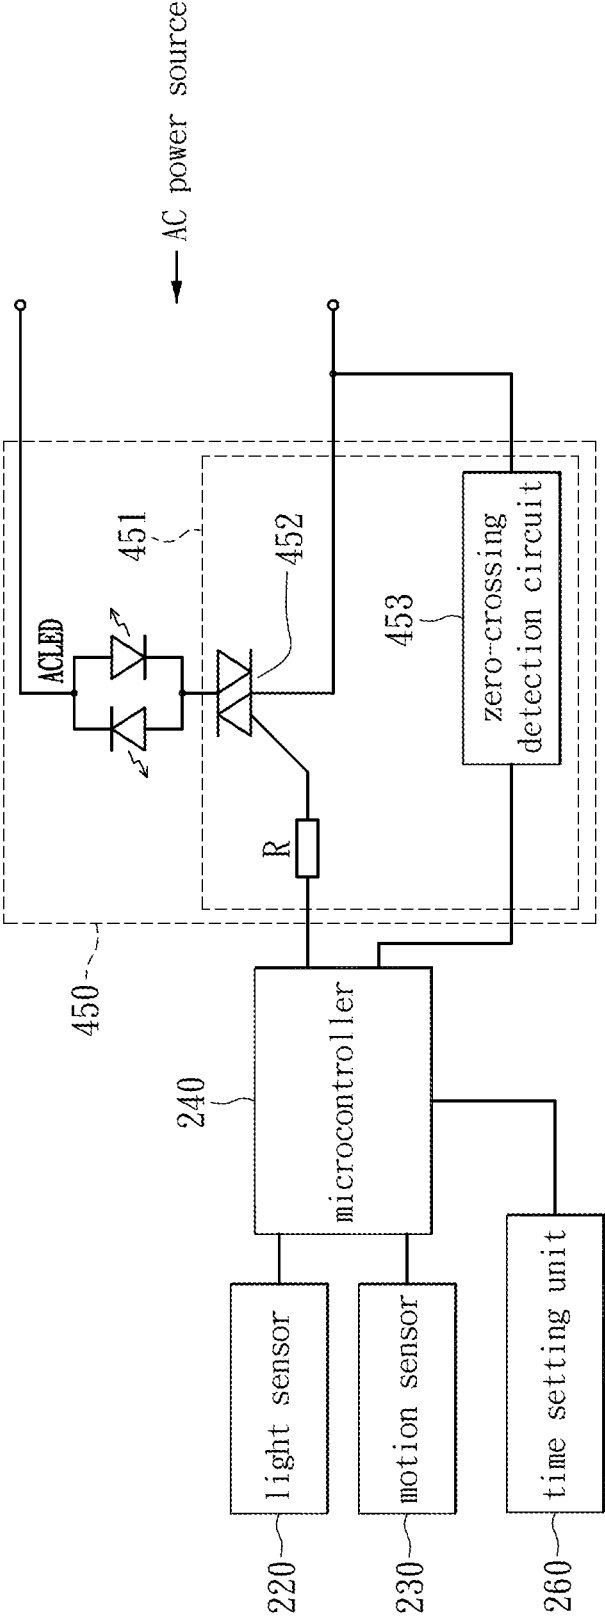 450
451
ACLED
AC power source
452
R
453
zero-crossing
detection circuit
240
microcontroller
220
light sensor
230
motion sensor
260
time setting unit